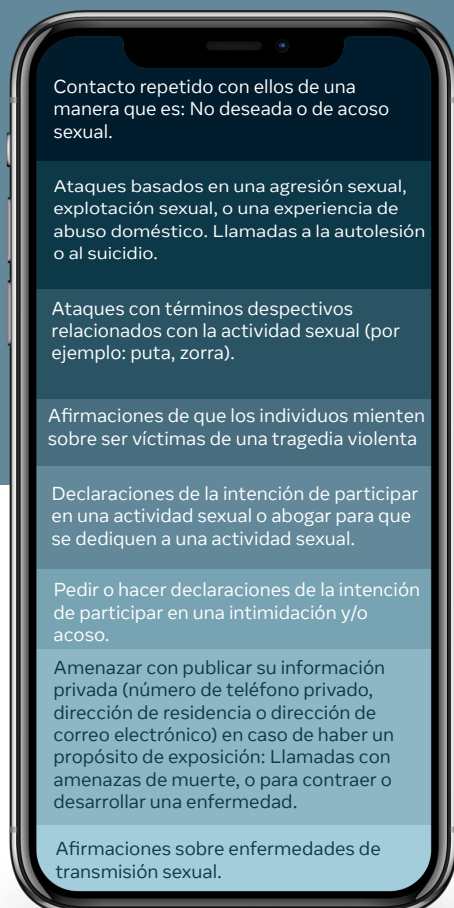 Contacto repetido con ellos de una
manera que es: No deseada o de acoso
sexual.
Ataques basados en una agresión sexual,
explotación sexual, o una experiencia de
abuso doméstico. Llamadas a la autolesión
o al suicidio.
Ataques con términos despectivos
relacionados con la actividad sexual (por
ejemplo: puta, zorra).
Afirmaciones de que los individuos mienten
sobre ser víctimas de una tragedia violenta
Declaraciones de la intención de participar
en una actividad sexual o abogar para que
se dediquen a una actividad sexual.
Pedir o hacer declaraciones de la intención
de participar en una intimidación y/o
acoso.
Amenazar con publicar su información
privada (número de teléfono privado,
dirección de residencia o dirección de
correo electrónico) en caso de haber un
propósito de exposición: Llamadas con
amenazas de muerte, o para contraer o
desarrollar una enfermedad.
Afirmaciones sobre enfermedades de
transmisión sexual.